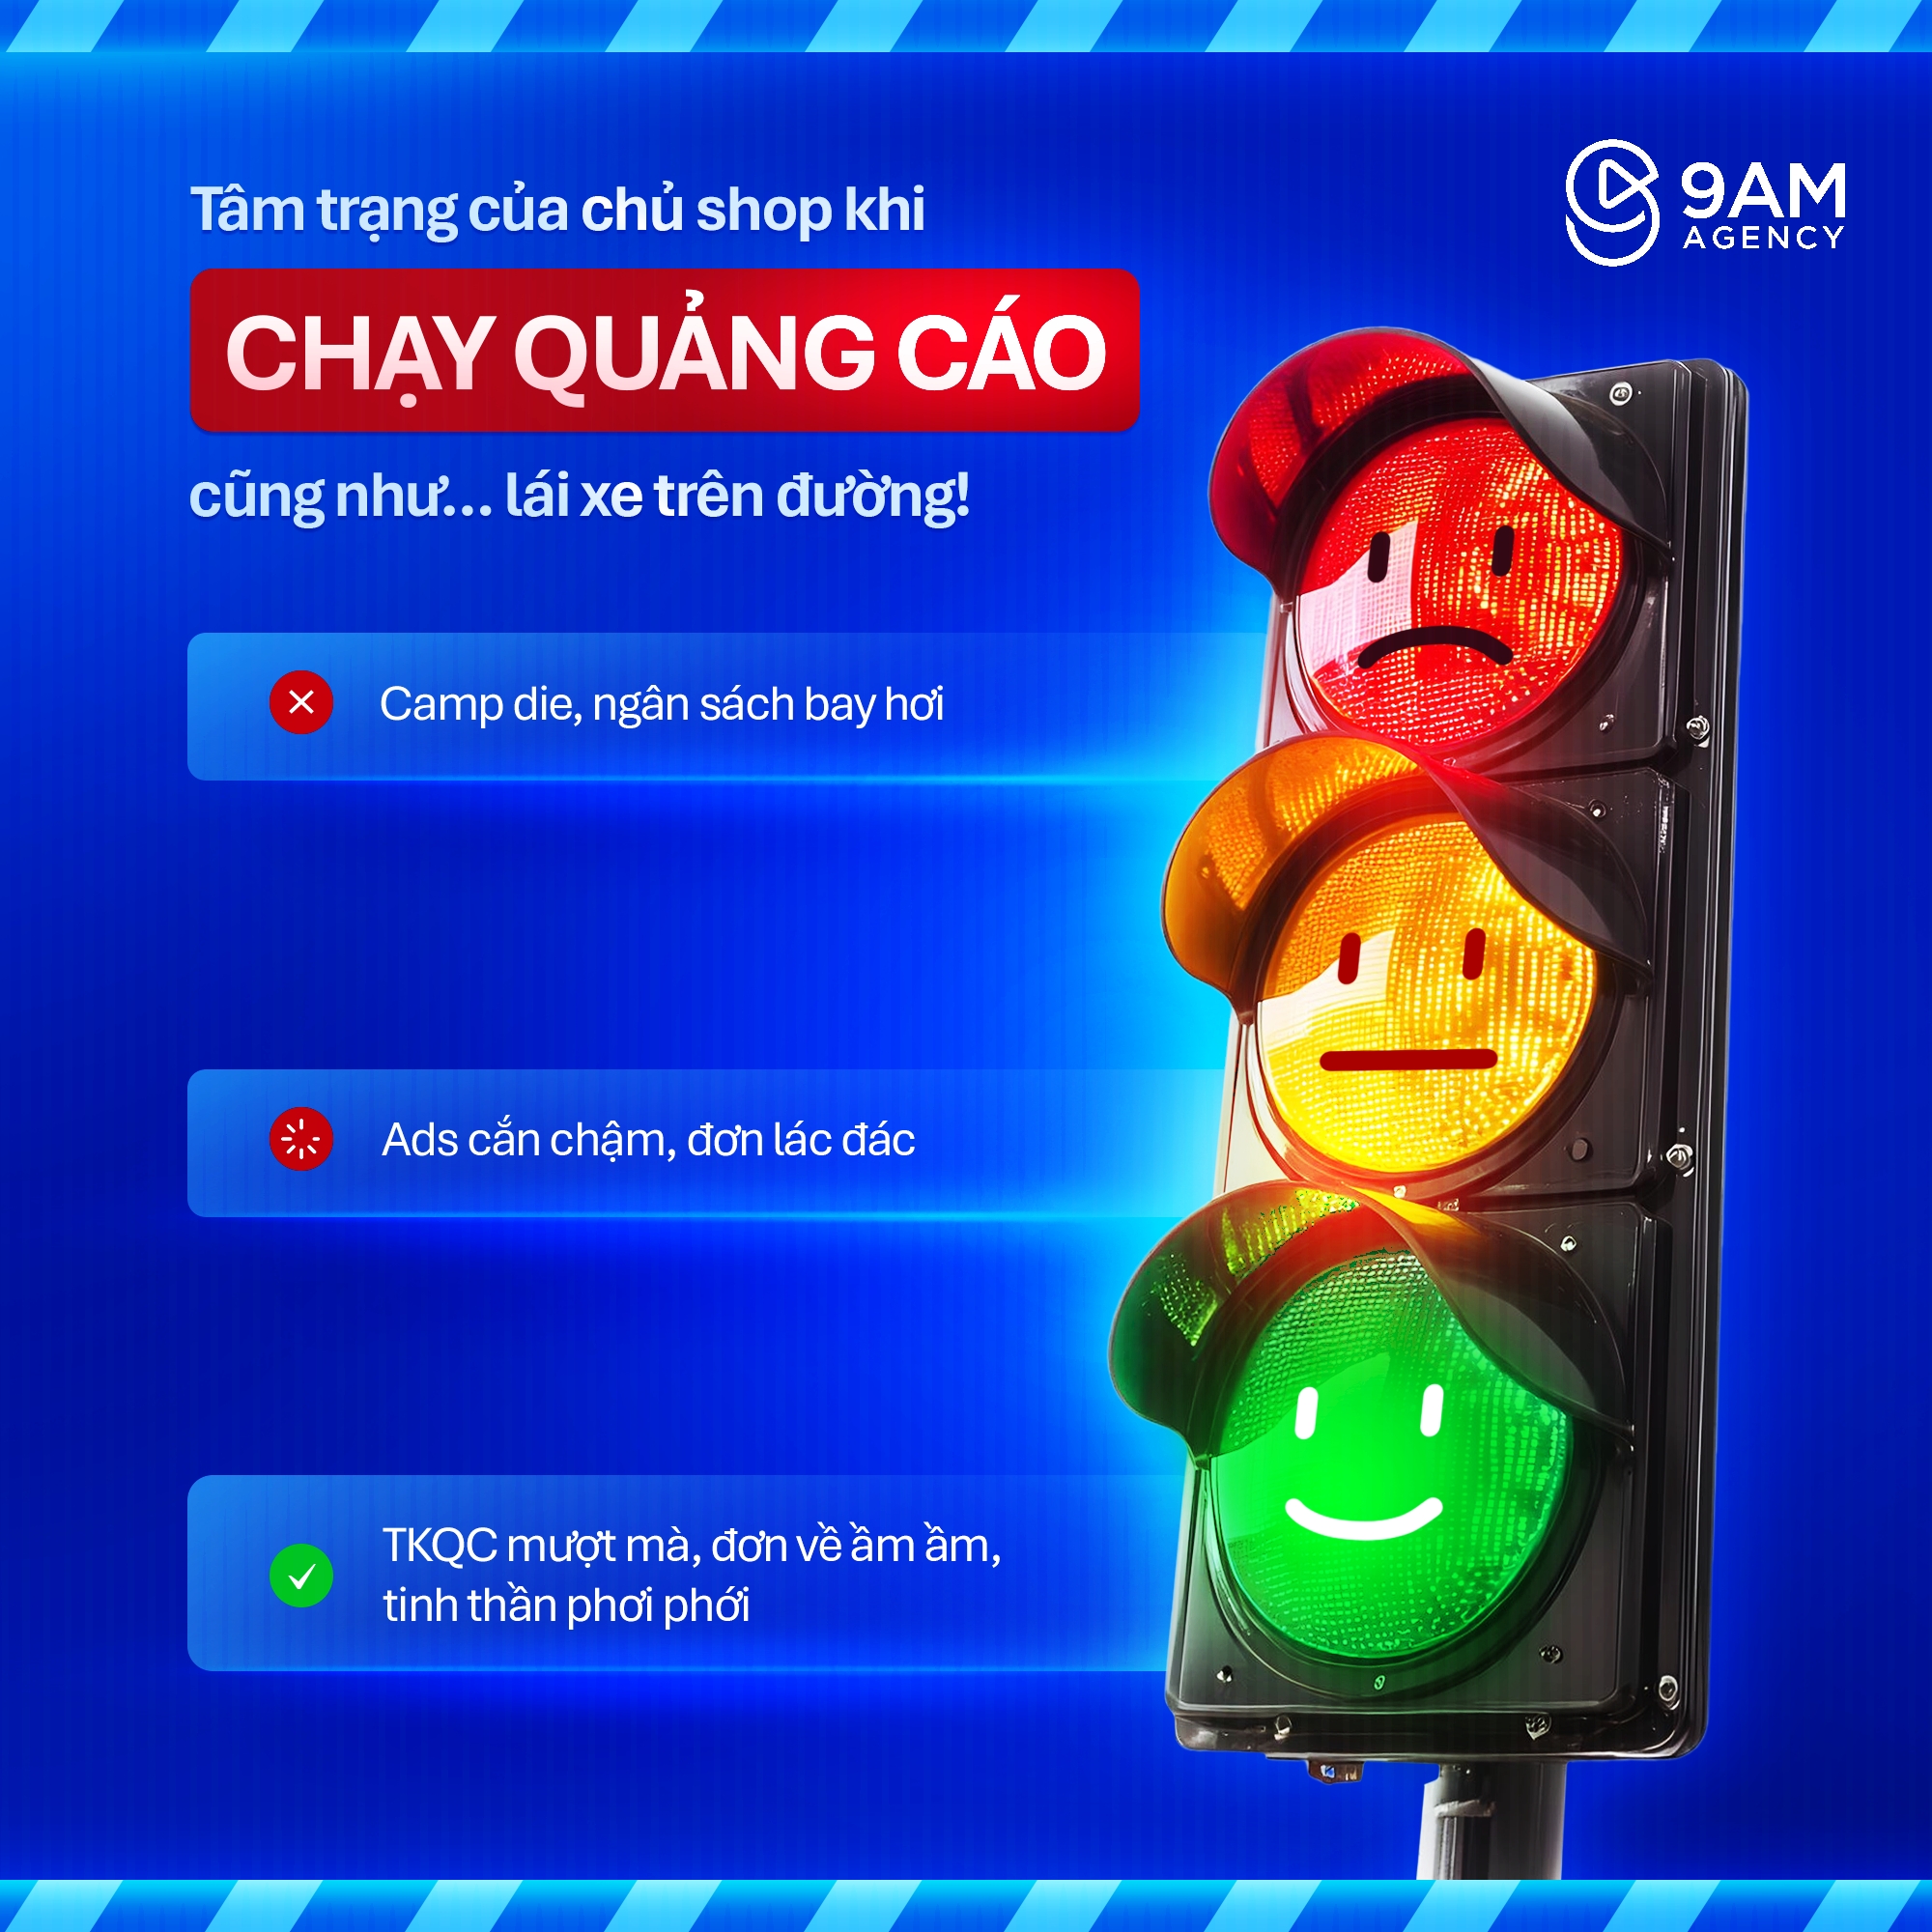 9AM
AGENCY
Tâm trạng của chủ shop khi
CHẠY QUẢNG CÁO
cũng như... lái xe trên đường!
Camp die, ngân sách bay hơi
Ads cắn chậm, đơn lác đác
TKQC mượt mà, đơn về ầm ầm,
tinh thần phơi phới